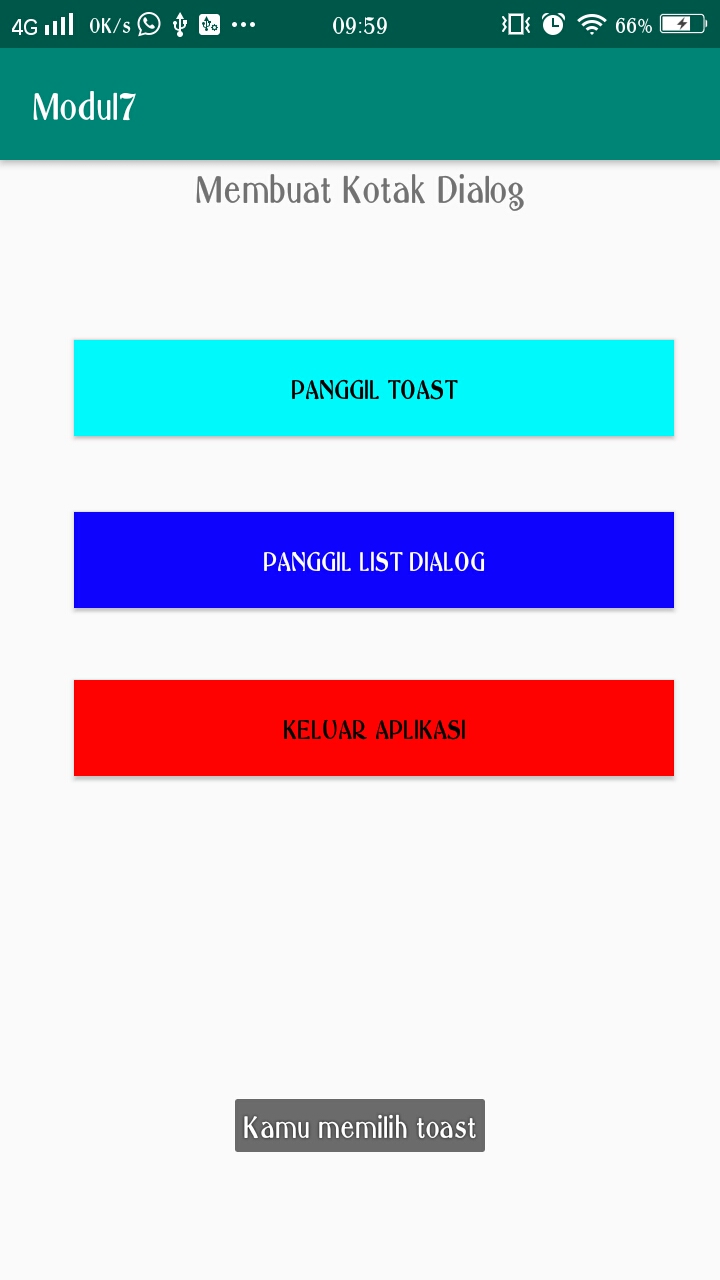 4G 0K/s 09:59 66%
Modul7
Membuat Kotak Dialog
PANGGIL TOAST
PANGGIL LIST DIALOG
KELUAR APLIKASI
Kamu memilih toast